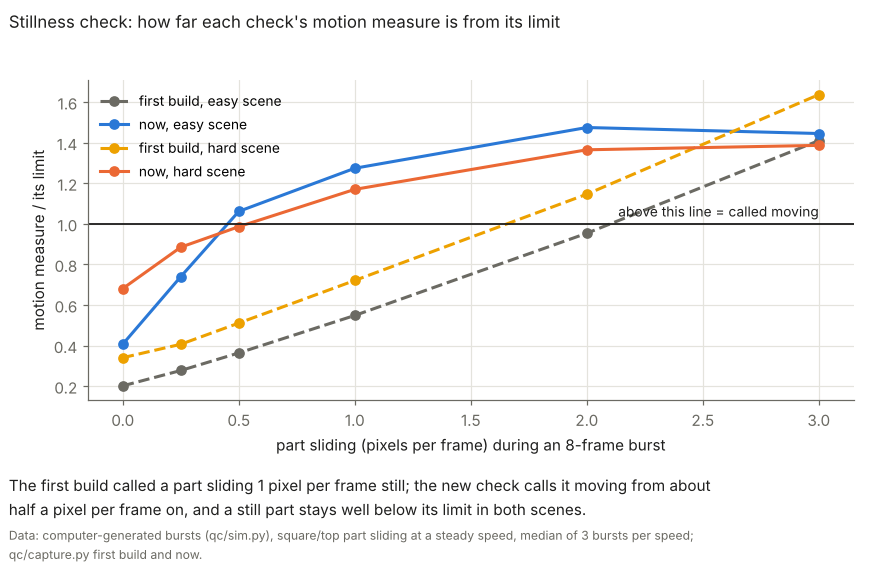 Stillness check: how far each check's motion measure is from its limit
first build, easy scene
now, easy scene
first build, hard scene
now, hard scene
above this line = called moving
motion measure / its limit
1.6
1.4
1.2
1.0
0.8
0.6
0.4
0.2
0.0
0.5
1.0
1.5
2.0
2.5
3.0
part sliding (pixels per frame) during an 8-frame burst
The first build called a part sliding 1 pixel per frame still; the new check calls it moving from about
half a pixel per frame on, and a still part stays well below its limit in both scenes.
Data: computer-generated bursts (qc/sim.py), square/top part sliding at a steady speed, median of 3 bursts per speed;
qc/capture.py first build and now.